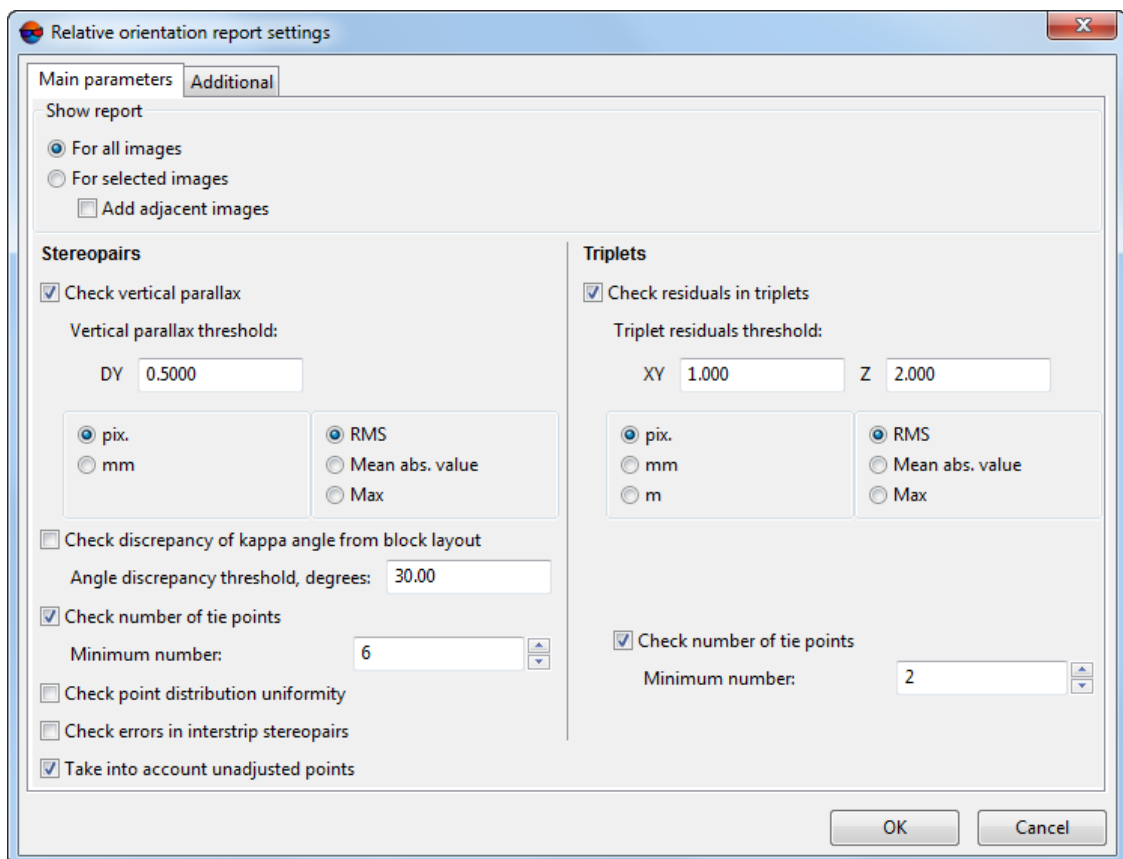 Relative orientation report settings
Main parameters Additional
Show report
For all images
For selected images
Add adjacent images
Stereopairs
Check vertical parallax
Vertical parallax threshold:
DY 0.5000
pix.
mm
RMS
Mean abs. value
Max
Check discrepancy of kappa angle from block layout
Angle discrepancy threshold, degrees: 30.00
Check number of tie points
Minimum number: 6
Check point distribution uniformity
Check errors in interstrip stereopairs
Take into account unadjusted points
Triplets
Check residuals in triplets
Triplet residuals threshold:
XY 1.000 Z 2.000
pix.
mm
m
RMS
Mean abs. value
Max
Check number of tie points
Minimum number: 2
OK Cancel